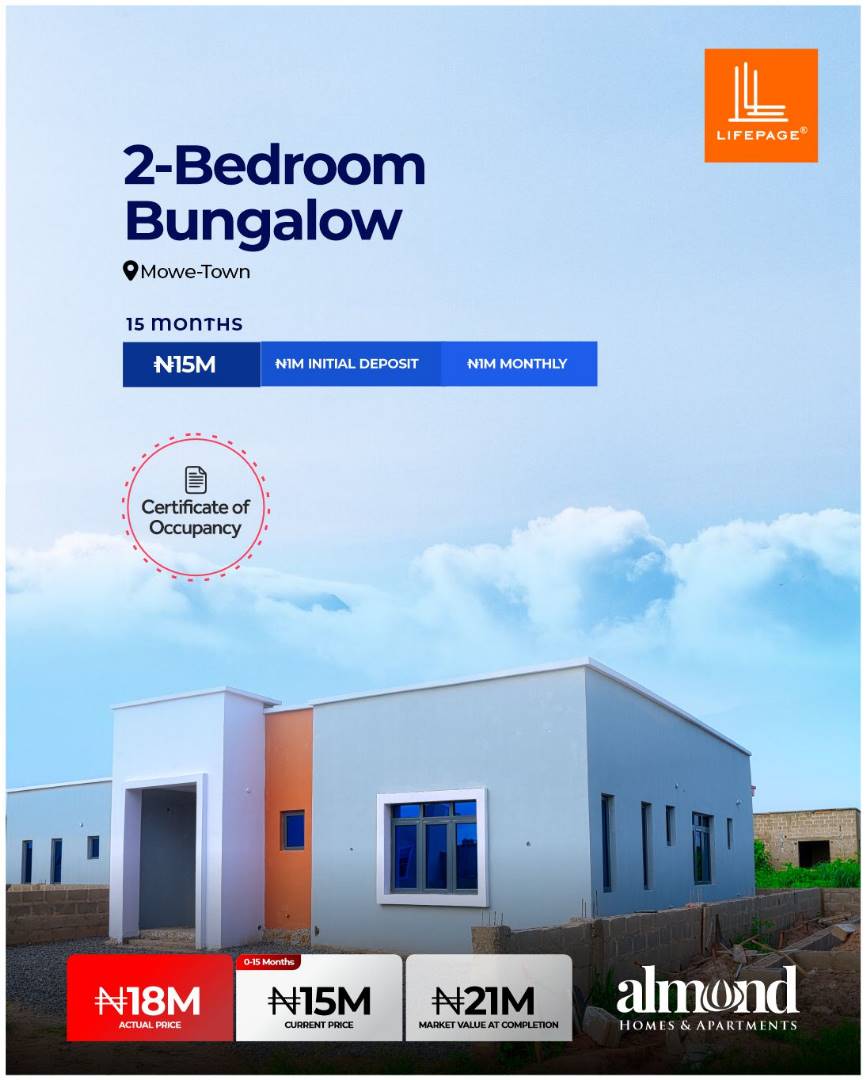 LIFEPAGE®
2-Bedroom
Bungalow
Mowe-Town
15 MONTHS
₦15M
₦1M INITIAL DEPOSIT
₦1M MONTHLY
Certificate of
Occupancy
₦18M
ACTUAL PRICE
0-15 Months
₦15M
CURRENT PRICE
₦21M
MARKET VALUE AT COMPLETION
almond
HOMES & APARTMENTS